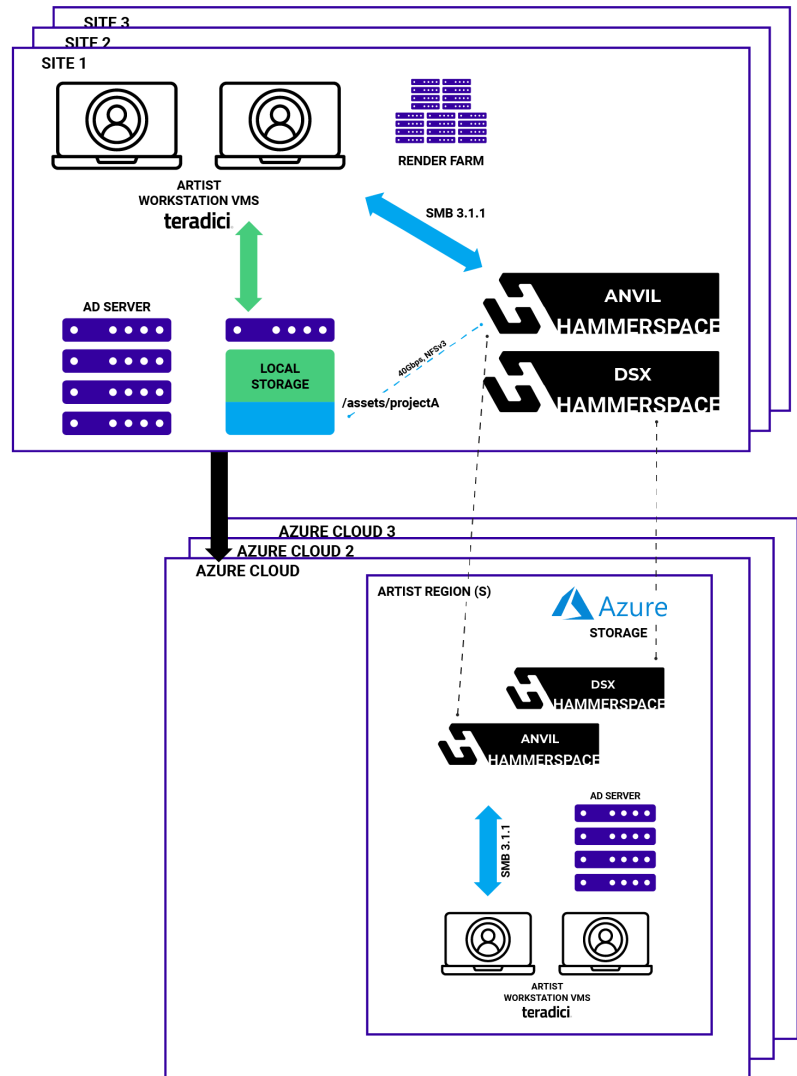 SITE 3
SITE 2
SITE 1
RENDER FARM
ARTIST
WORKSTATION VMS
teradici
SMB 3.1.1
AD SERVER
LOCAL
STORAGE
40Gbps, NFSv3
/assets/projectA
ANVIL
HAMMERSPACE
DSX
HAMMERSPACE
AZURE CLOUD 3
AZURE CLOUD 2
AZURE CLOUD
ARTIST REGION (S)
Azure
STORAGE
DSX
HAMMERSPACE
ANVIL
HAMMERSPACE
SMB 3.1.1
AD SERVER
ARTIST
WORKSTATION VMS
teradici